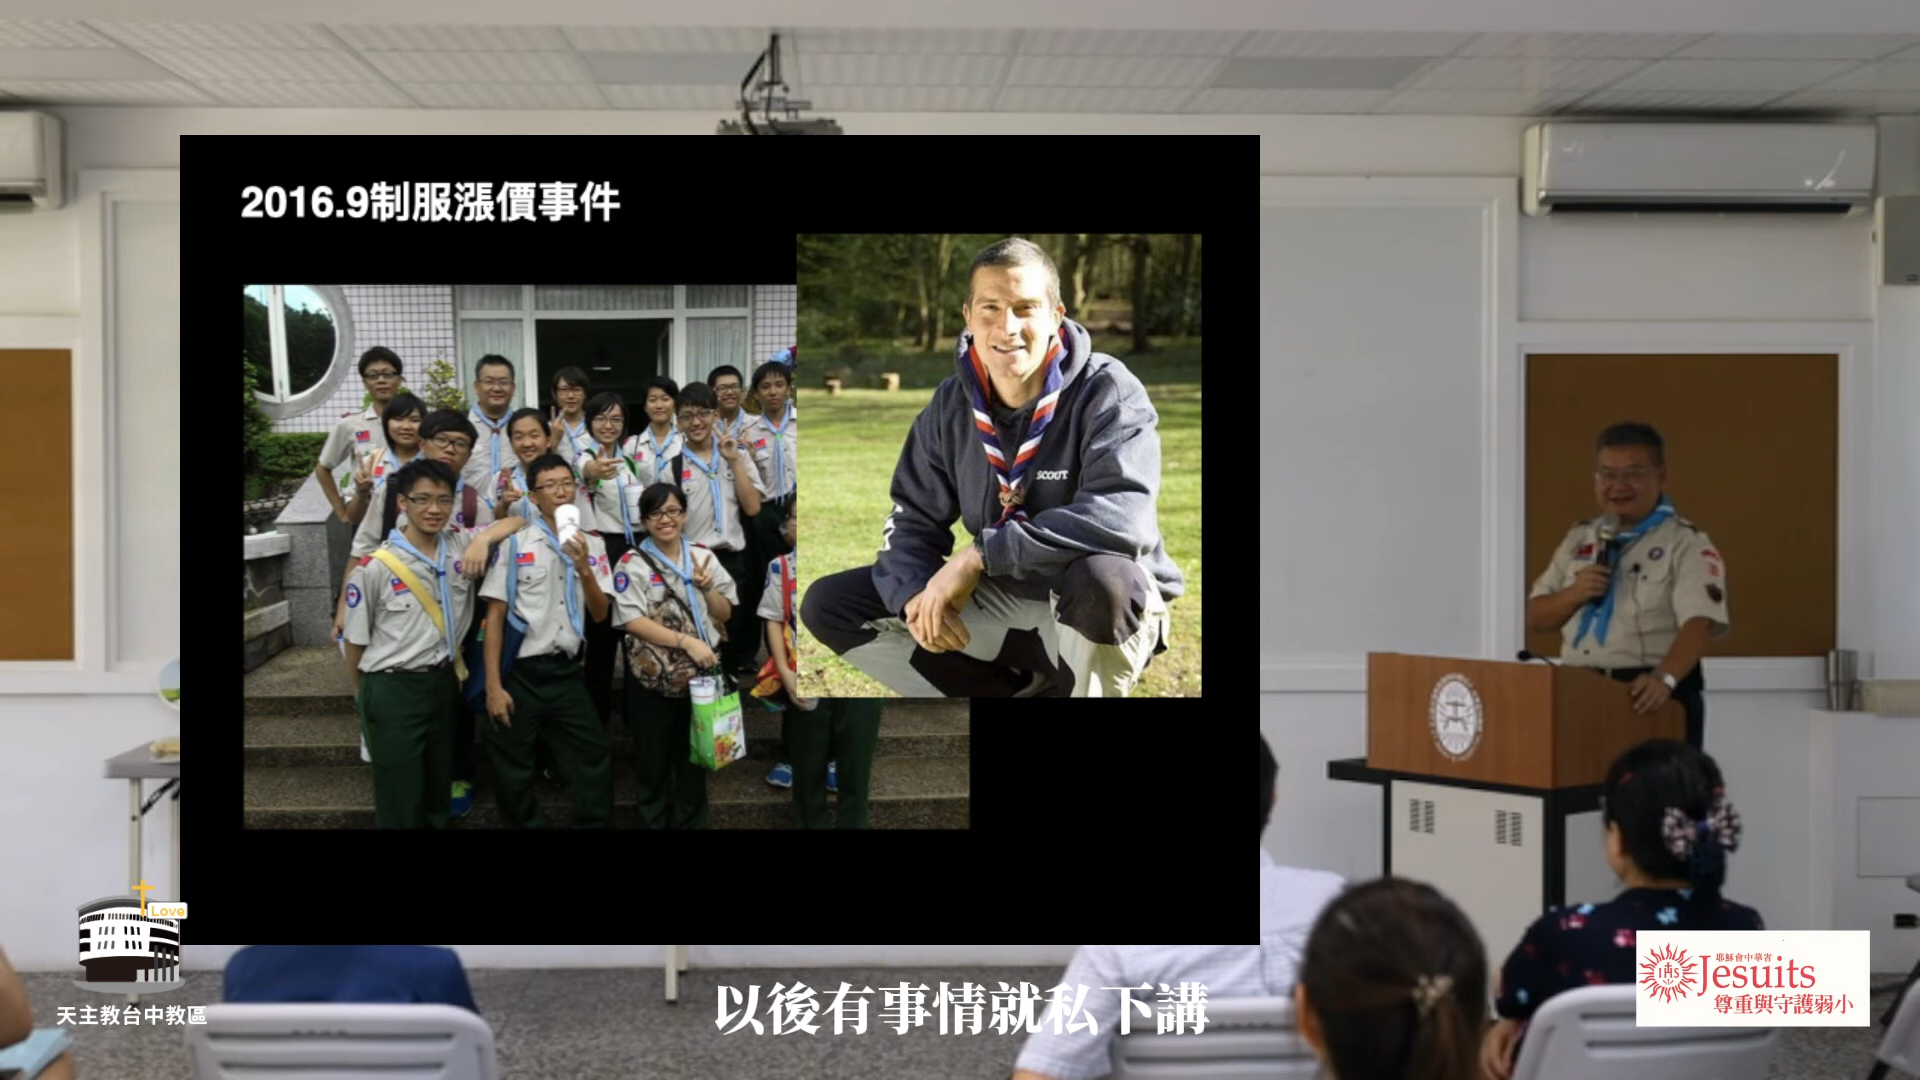 2016.9制服漲價事件
SCOUT
Love
天主教台中教區
以後有事情就私下講
耶穌會中華省
IHS
Jesuits
尊重與守護弱小